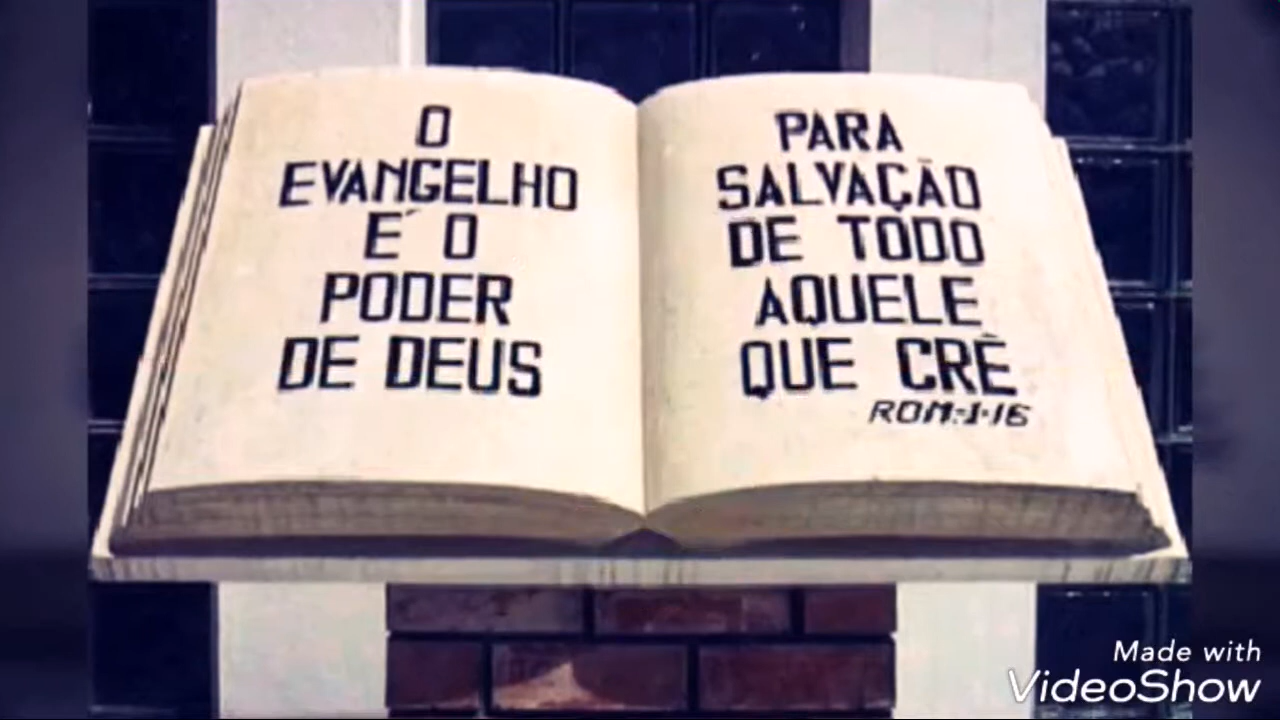 O
EVANGELHO
É O
PODER
DE DEUS
PARA
SALVAÇÃO
DE TODO
AQUELE
QUE CRÊ
ROM:1·16
Made with
VideoShow